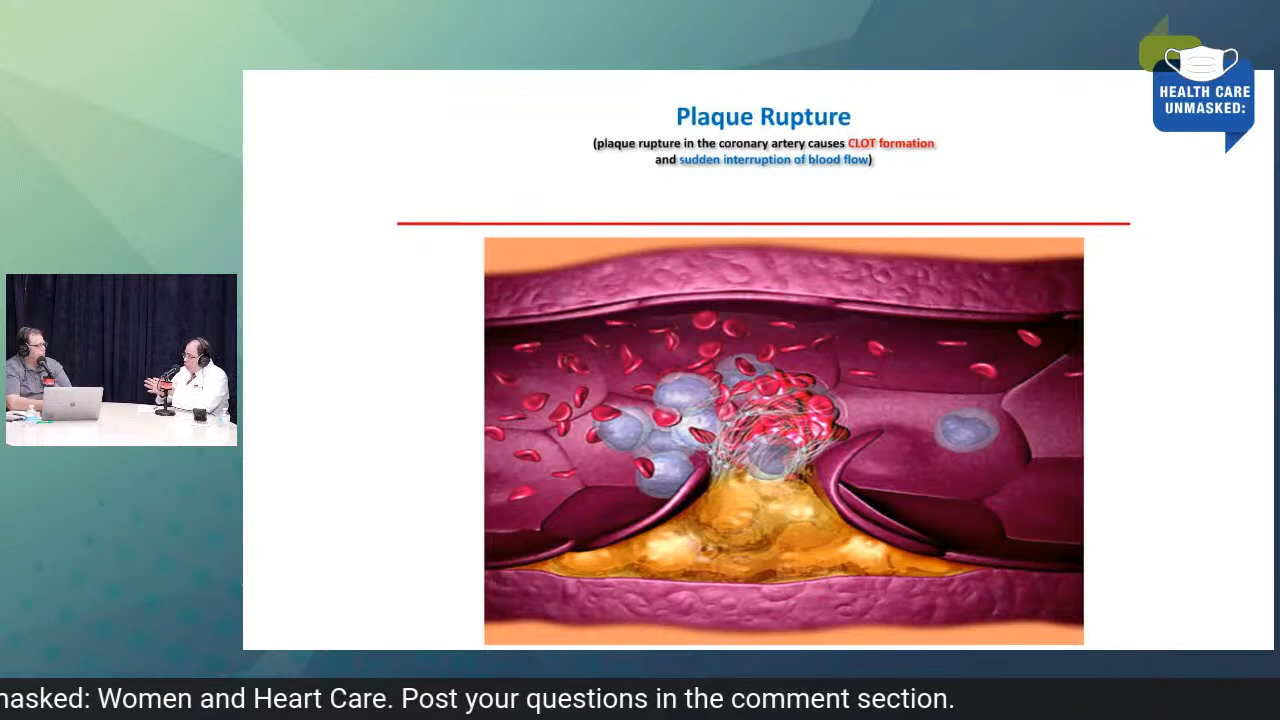 HEALTH CARE
UNMASKED:
Plaque Rupture
(plaque rupture in the coronary artery causes CLOT formation
and sudden interruption of blood flow)
masked: Women and Heart Care. Post your questions in the comment section.